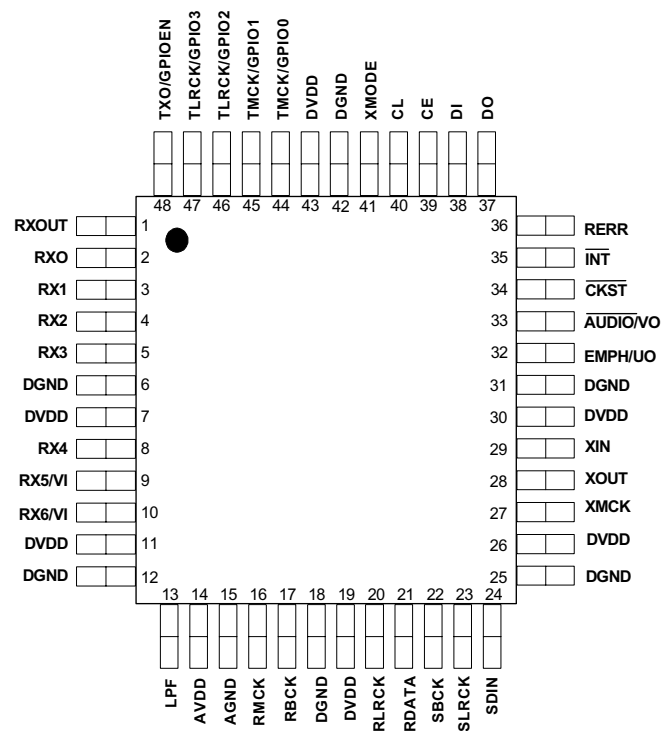 TXO/GPIOEN
TLRCK/GPIO3
TLRCK/GPIO2
TMCK/GPIO1
TMCK/GPIO0
DVDD
DGND
XMODE
CL
CE
DI
DO
48 47 46 45 44 43 42 41 40 39 38 37
RXOUT 1
RXO 2
RX1 3
RX2 4
RX3 5
DGND 6
DVDD 7
RX4 8
RX5/VI 9
RX6/VI 10
DVDD 11
DGND 12
36 RERR
35 INT
34 CKST
33 AUDIO/VO
32 EMPH/UO
31 DGND
30 DVDD
29 XIN
28 XOUT
27 XMCK
26 DVDD
25 DGND
13 14 15 16 17 18 19 20 21 22 23 24
LPF
AVDD
AGND
RMCK
RBCK
DGND
DVDD
RLRCK
RDATA
SBCK
SLRCK
SDIN